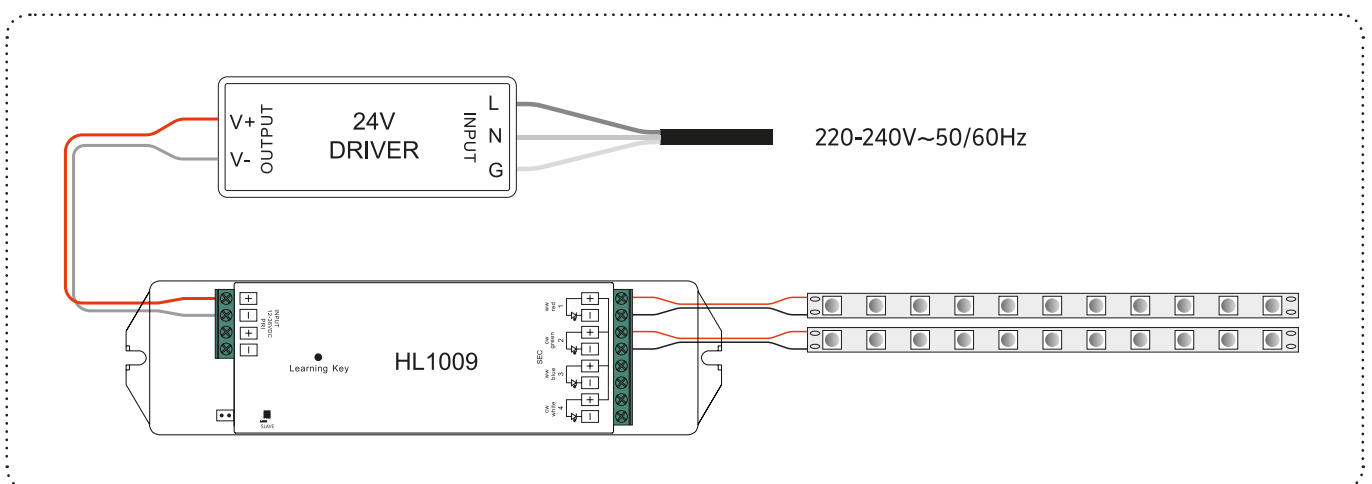 L
V+
OUTPUT
24V
DRIVER
INPUT
N
V-
G
220-240V~50/60Hz
+
−
+
−
INPUT
12-36VDC
PRI
Learning Key
HL1009
SLAVE
SEC
ww
red
1
+
−
cw
green
2
+
−
ww
blue
3
+
−
cw
white
4
+
−